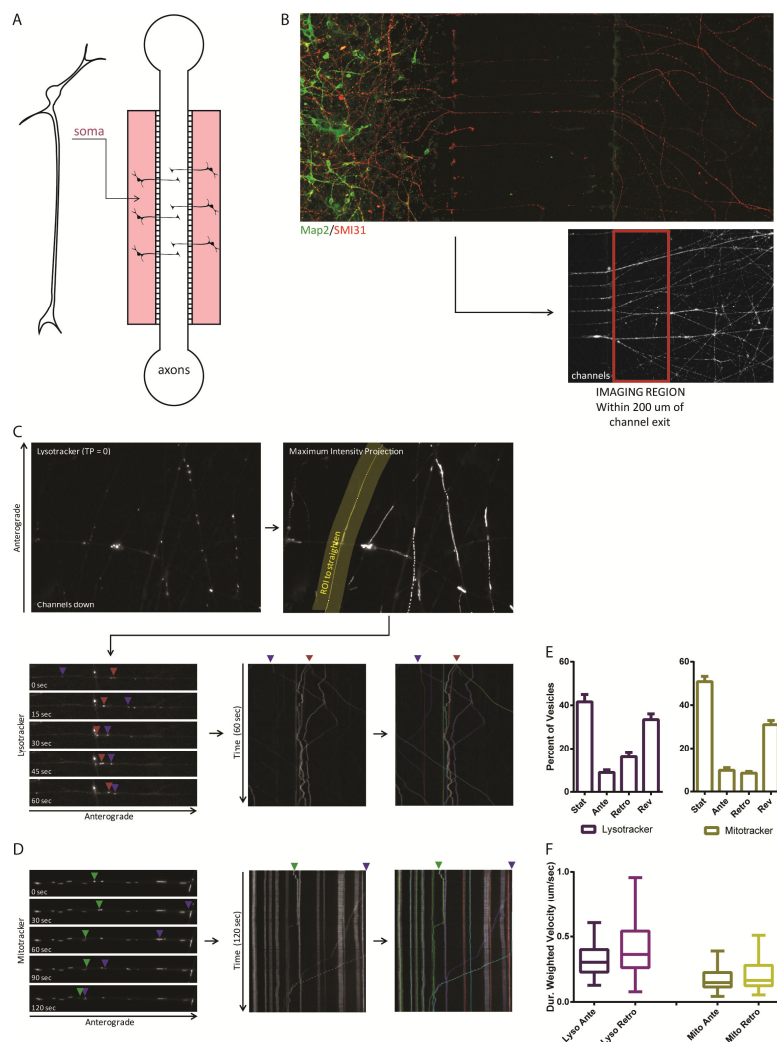 A
soma
axons
B
Map2/SMI31
channels
IMAGING REGION
Within 200 um of
channel exit
C
Anterograde
Lysotracker (TP = 0)
Channels down
Maximum Intensity Projection
ROI to straighten
Lysotracker
0 sec
15 sec
30 sec
45 sec
60 sec
Anterograde
Time (60 sec)
D
Mitotracker
0 sec
30 sec
60 sec
90 sec
120 sec
Anterograde
Time (120 sec)
E
Percent of Vesicles
60
40
20
0
Stat
Ante
Retro
Rev
Lysotracker
60
40
20
0
Stat
Ante
Retro
Rev
Mitotracker
F
Dur. Weighted Velocity (um/sec)
1.0
0.5
0.0
Lyso Ante
Lyso Retro
Mito Ante
Mito Retro